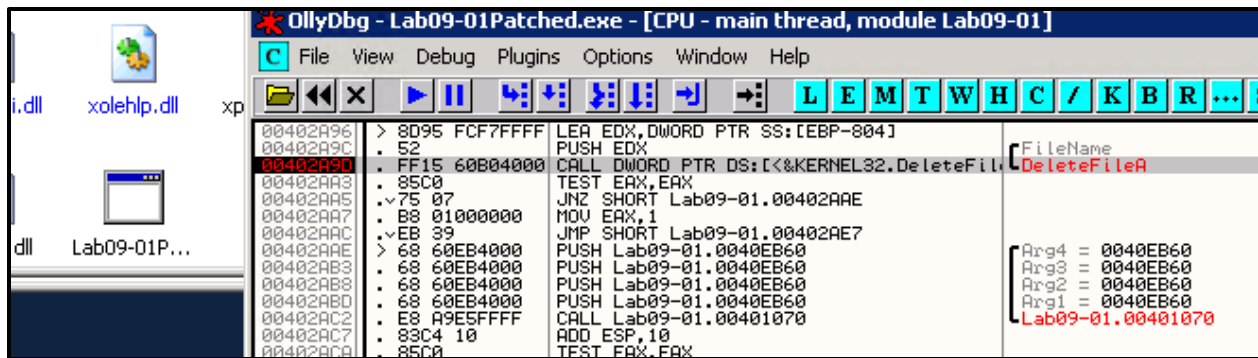 OllyDbg - Lab09-01Patched.exe - [CPU - main thread, module Lab09-01]
C File View Debug Plugins Options Window Help
L E M T W H C / K B R ...
i.dll xolehlp.dll xp
dll Lab09-01P...
00402A96 > 8D95 FCF7FFFF LEA EDX,DWORD PTR SS:[EBP-804]
00402A9C . 52 PUSH EDX FileName
00402A9D . FF15 60B04000 CALL DWORD PTR DS:[<&KERNEL32.DeleteFil DeleteFileA
00402AA3 . 85C0 TEST EAX,EAX
00402AA5 .v75 07 JNZ SHORT Lab09-01.00402AAE
00402AA7 . B8 01000000 MOV EAX,1
00402AAC .vEB 39 JMP SHORT Lab09-01.00402AE7
00402AAE > 68 60EB4000 PUSH Lab09-01.0040EB60 Arg4 = 0040EB60
00402AB3 . 68 60EB4000 PUSH Lab09-01.0040EB60 Arg3 = 0040EB60
00402AB8 . 68 60EB4000 PUSH Lab09-01.0040EB60 Arg2 = 0040EB60
00402ABD . 68 60EB4000 PUSH Lab09-01.0040EB60 Arg1 = 0040EB60
00402AC2 . E8 A9E5FFFF CALL Lab09-01.00401070 Lab09-01.00401070
00402AC7 . 83C4 10 ADD ESP,10
00402ACA . 85C0 TEST EAX,EAX